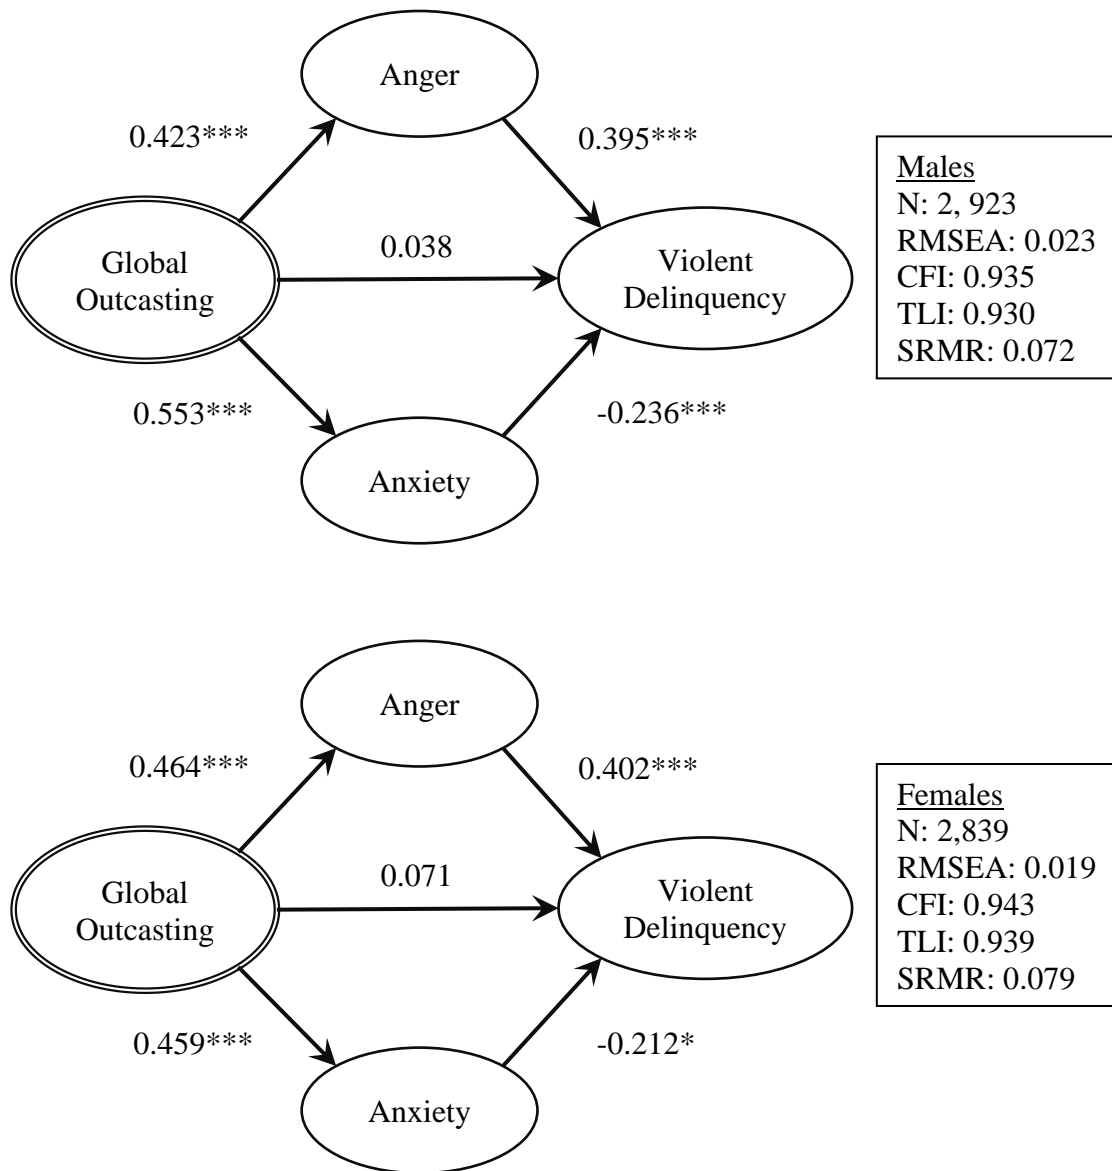 Anger
0.423***
0.395***
Global
Outcasting
0.038
Violent
Delinquency
0.553***
-0.236***
Anxiety
Males
N: 2, 923
RMSEA: 0.023
CFI: 0.935
TLI: 0.930
SRMR: 0.072
Anger
0.464***
0.402***
Global
Outcasting
0.071
Violent
Delinquency
0.459***
-0.212*
Anxiety
Females
N: 2,839
RMSEA: 0.019
CFI: 0.943
TLI: 0.939
SRMR: 0.079